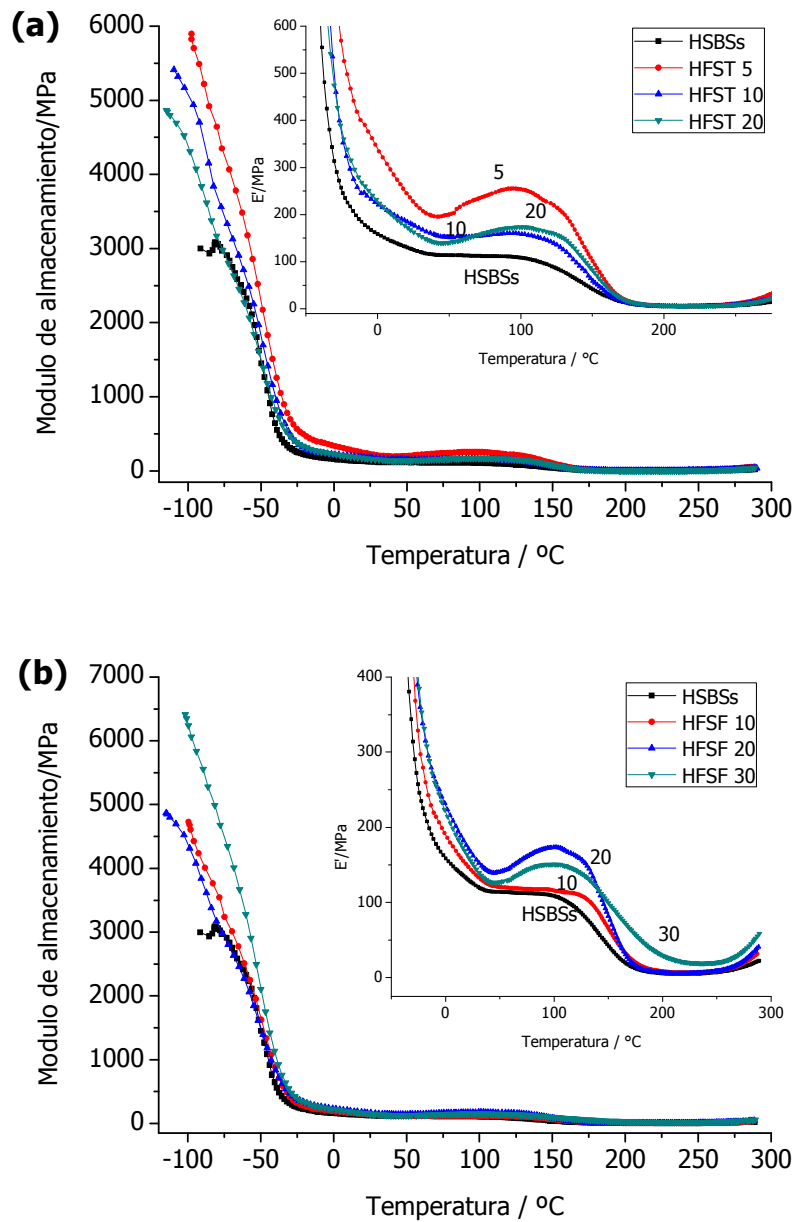 (a)
Modulo de almacenamiento/MPa
6000
5000
4000
3000
2000
1000
0
-100 -50 0 50 100 150 200 250 300
Temperatura / ºC
E'/MPa
600
500
400
300
200
100
0
0 100 200
Temperatura / ºC
HSBSs
HFST 5
HFST 10
HFST 20
5
10
20
HSBSs
(b)
Modulo de almacenamiento/MPa
7000
6000
5000
4000
3000
2000
1000
0
-100 -50 0 50 100 150 200 250 300
Temperatura / ºC
E'/MPa
400
300
200
100
0
0 100 200 300
Temperatura / ºC
HSBSs
HFSF 10
HFSF 20
HFSF 30
20
10
HSBSs
30